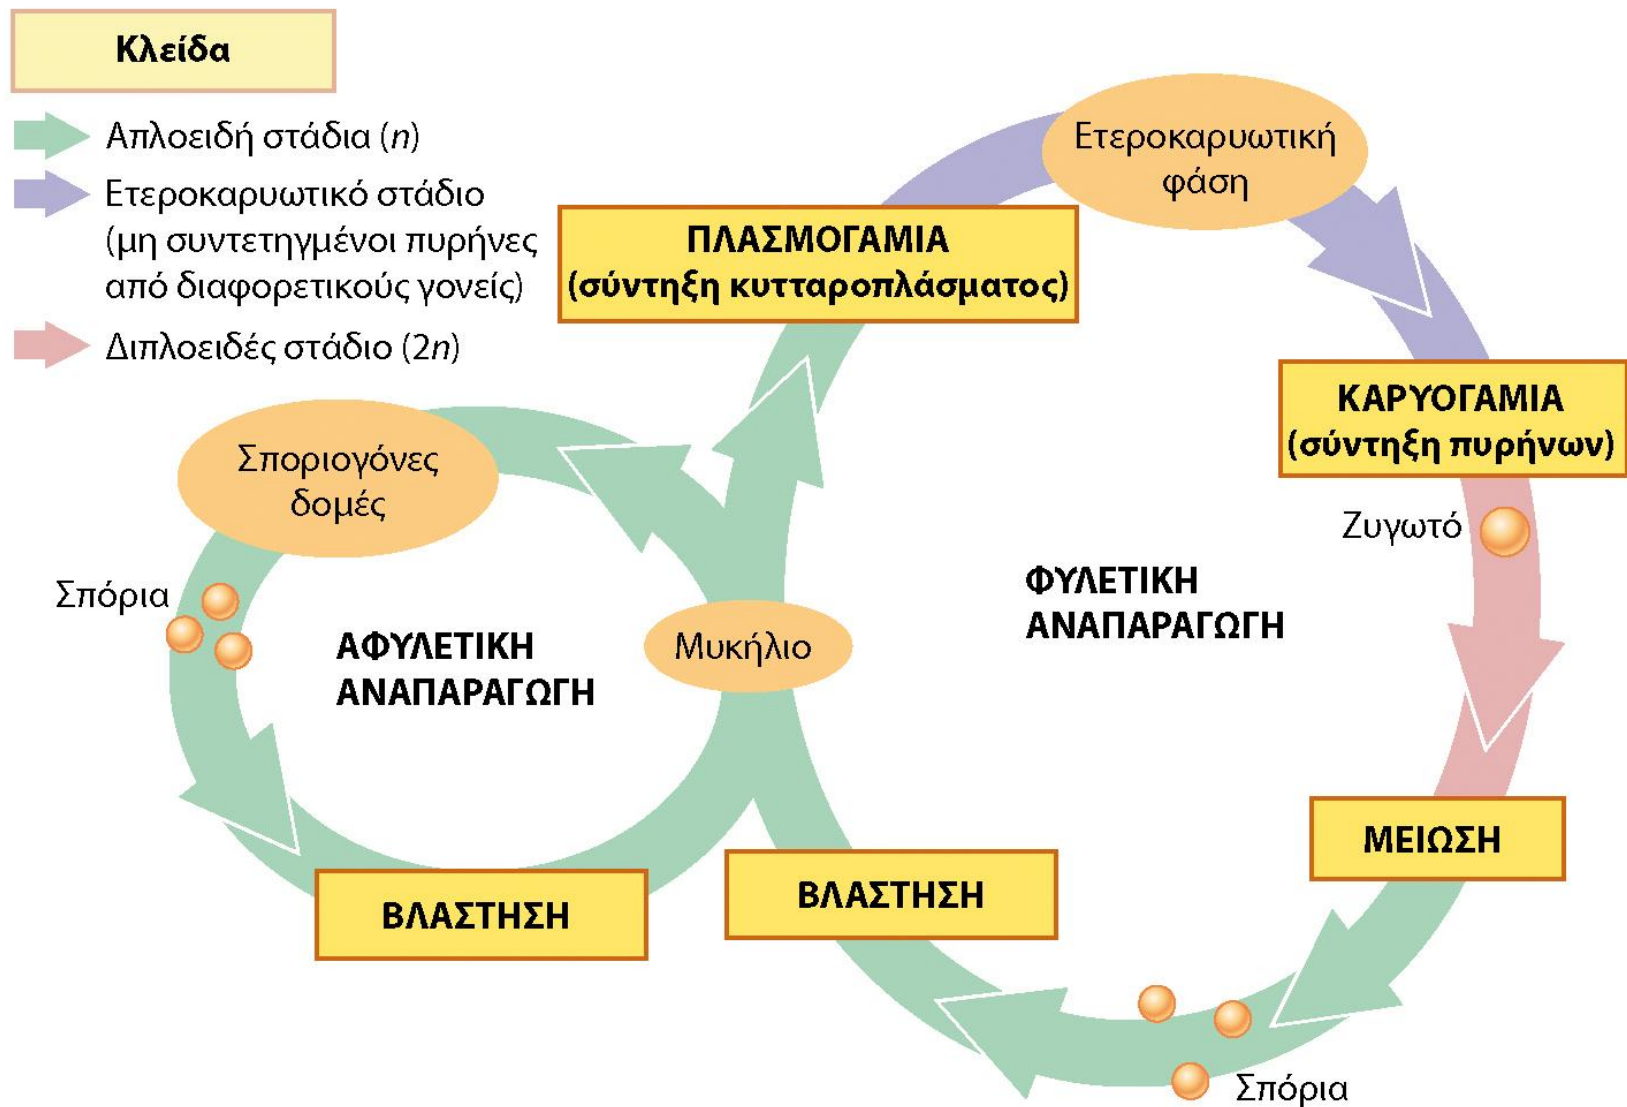 Κλείδα
Απλοειδή στάδια (n)
Ετεροκαρυωτικό στάδιο
(μη συντετηγμένοι πυρήνες
από διαφορετικούς γονείς)
Διπλοειδές στάδιο (2n)
Ετεροκαρυωτική
φάση
ΠΛΑΣΜΟΓΑΜΙΑ
(σύντηξη κυτταροπλάσματος)
ΚΑΡΥΟΓΑΜΙΑ
(σύντηξη πυρήνων)
Σποριογόνες
δομές
Ζυγωτό
Σπόρια
ΑΦΥΛΕΤΙΚΗ
ΑΝΑΠΑΡΑΓΩΓΗ
Μυκήλιο
ΦΥΛΕΤΙΚΗ
ΑΝΑΠΑΡΑΓΩΓΗ
ΜΕΙΩΣΗ
ΒΛΑΣΤΗΣΗ
ΒΛΑΣΤΗΣΗ
Σπόρια